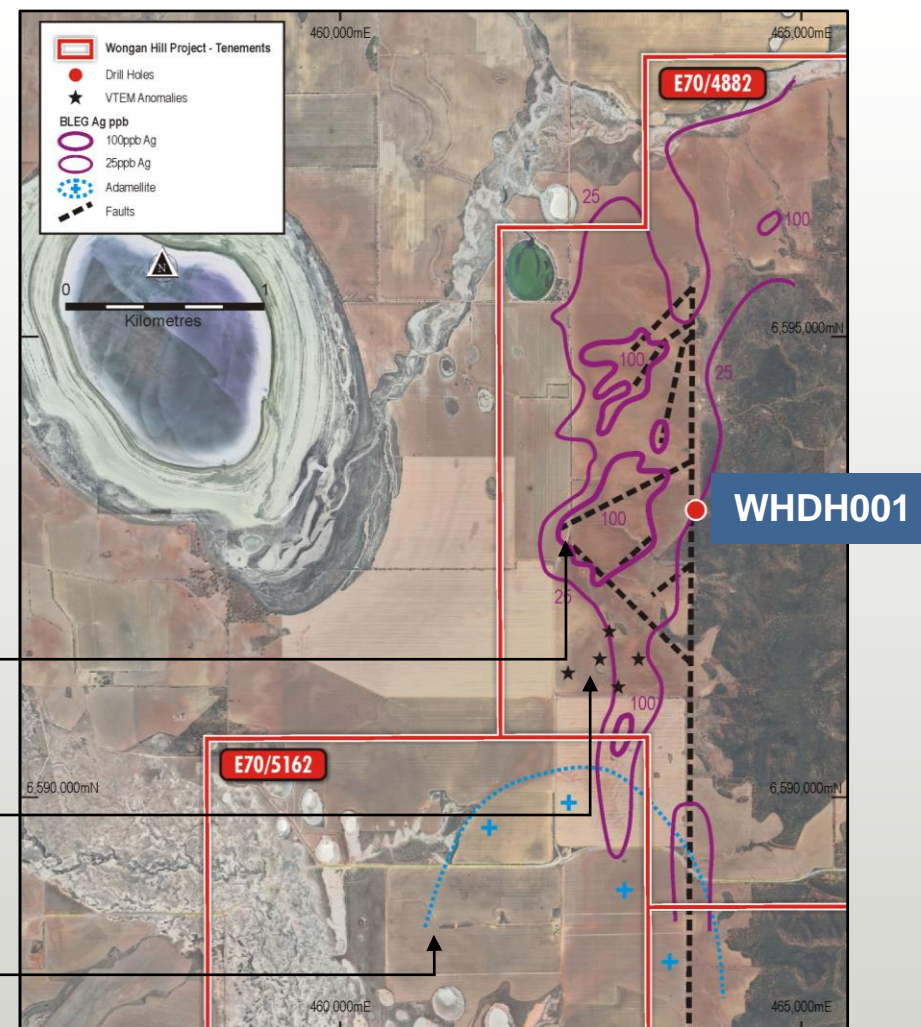 460,000mE
465,000mE
Wongan Hill Project - Tenements
Drill Holes
VTEM Anomalies
BLEG Ag ppb
100ppb Ag
25ppb Ag
Adamellite
Faults
N
0
1
Kilometres
E70/4882
25
100
6,595,000mN
100
25
WHDH001
100
25
100
E70/5162
6,590,000mN
6,590,000mN
460,000mE
465,000mE